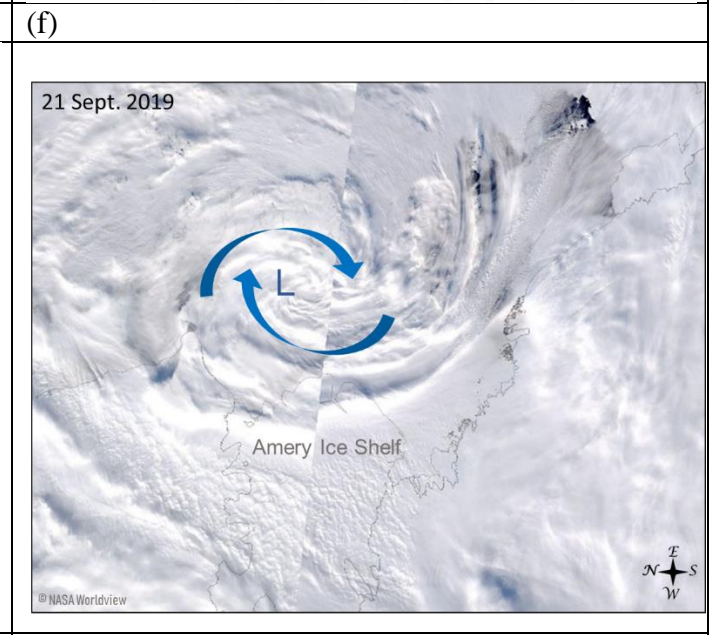 (f)
21 Sept. 2019
L
Amery Ice Shelf
E
N S
W
© NASA Worldview